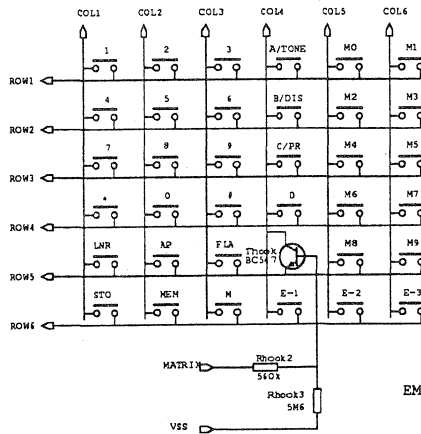 COL1 COL2 COL3 COL4 COL5 COL6
1 2 3 A/TONE M0 M1
ROW1
4 5 6 B/DIS M2 M3
ROW2
7 8 9 C/PR M4 M5
ROW3
* 0 # D M6 M7
ROW4
LNR AP FLA Thook M8 M9
BC547
ROW5
STO MEM M E-1 E-2 E-3
ROW6
MATRIX Rhook2
560k
Rhook3 EM
5M6
VSS